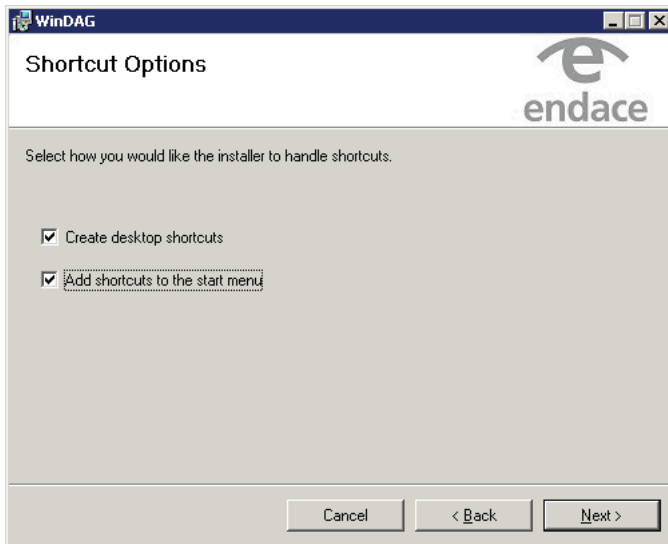 WinDAG
Shortcut Options
endace
Select how you would like the installer to handle shortcuts.
Create desktop shortcuts
Add shortcuts to the start menu
Cancel
< Back
Next >